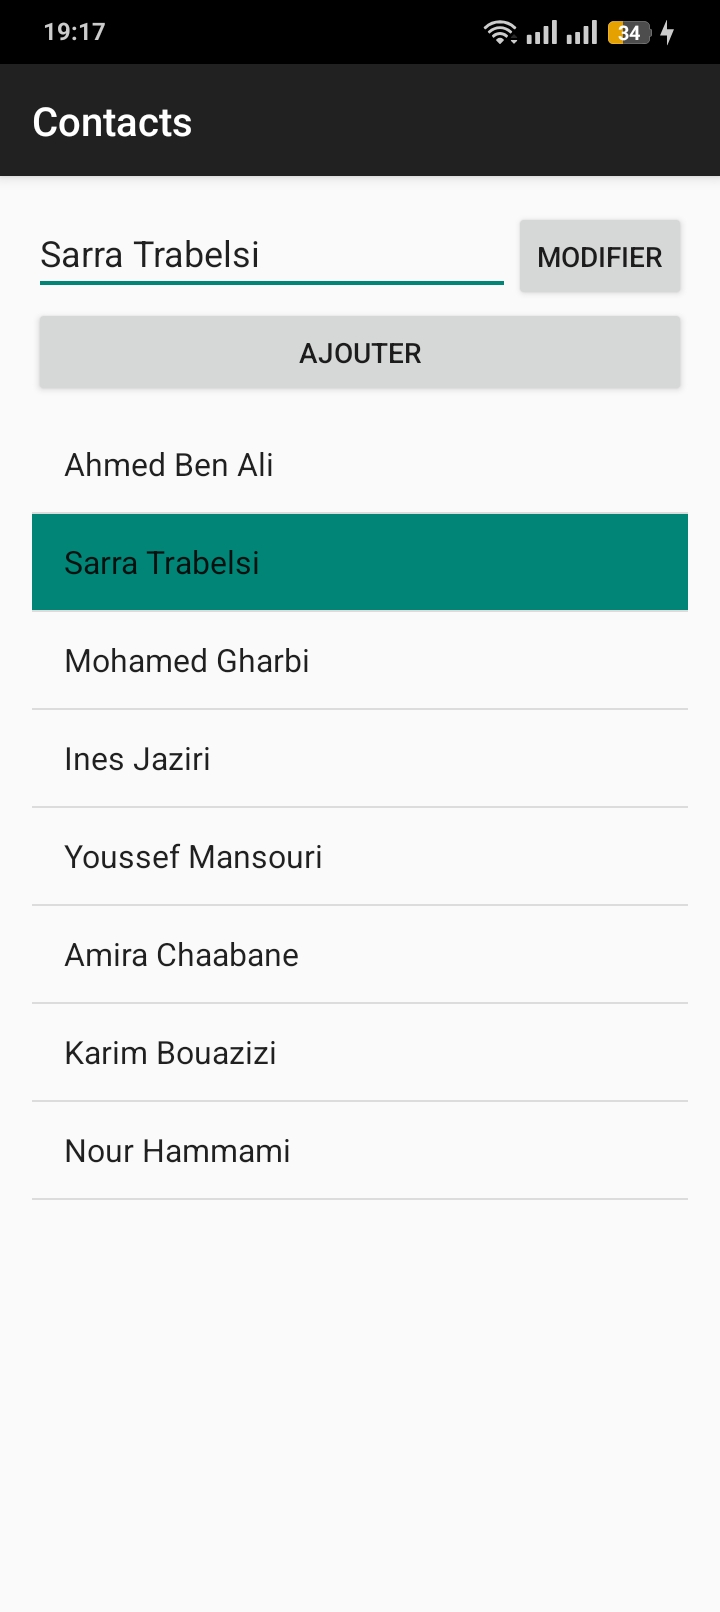 19:17
34
Contacts
Sarra Trabelsi
MODIFIER
AJOUTER
Ahmed Ben Ali
Sarra Trabelsi
Mohamed Gharbi
Ines Jaziri
Youssef Mansouri
Amira Chaabane
Karim Bouazizi
Nour Hammami